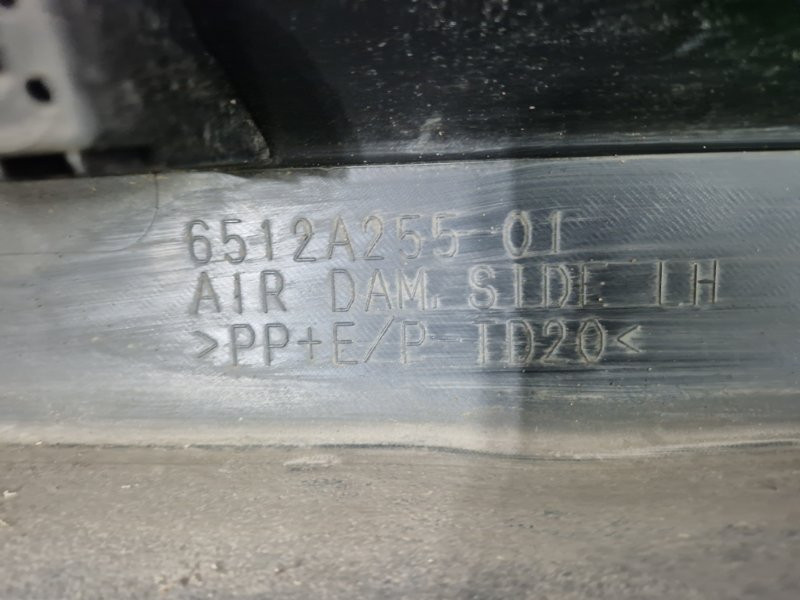 6512A255-01
AIR DAM, SIDE LH
>PP+E/P-TD20<